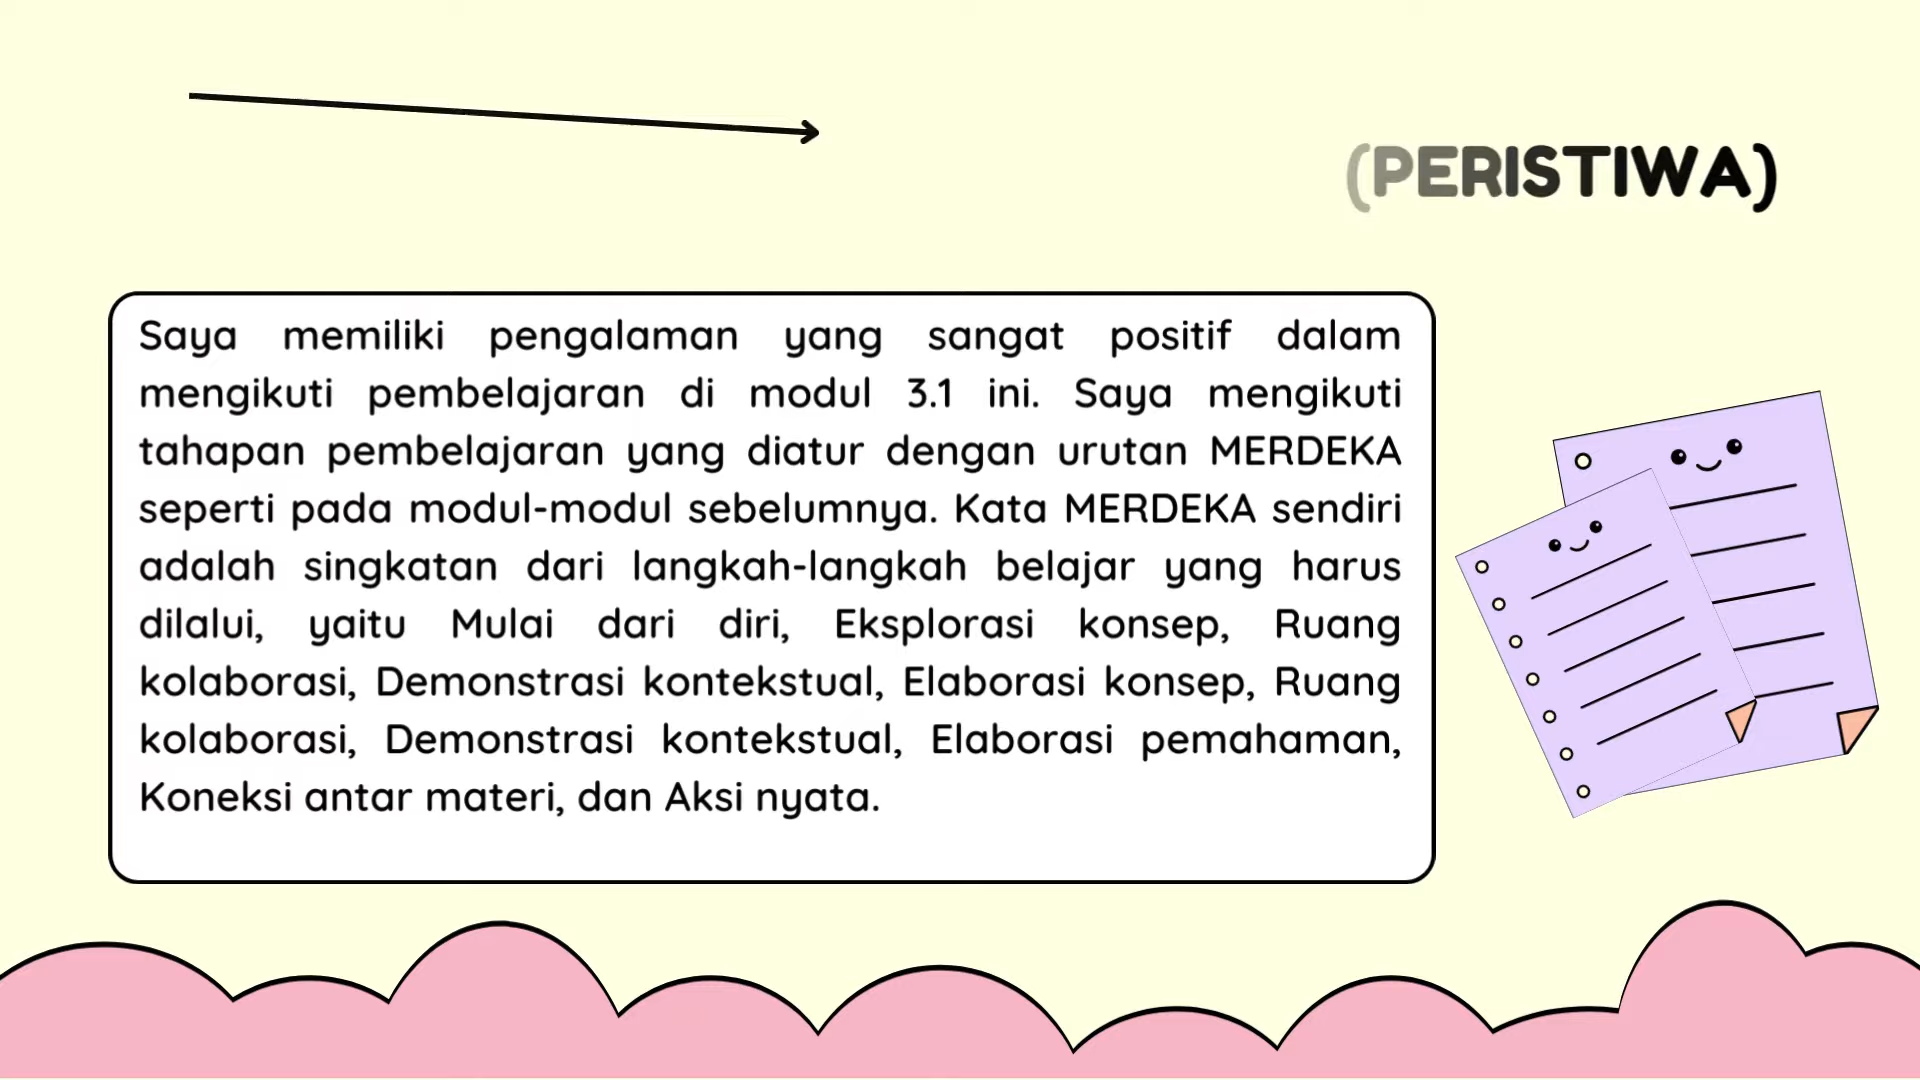 (PERISTIWA)
Saya memiliki pengalaman yang sangat positif dalam
mengikuti pembelajaran di modul 3.1 ini. Saya mengikuti
tahapan pembelajaran yang diatur dengan urutan MERDEKA
seperti pada modul-modul sebelumnya. Kata MERDEKA sendiri
adalah singkatan dari langkah-langkah belajar yang harus
dilalui, yaitu Mulai dari diri, Eksplorasi konsep, Ruang
kolaborasi, Demonstrasi kontekstual, Elaborasi konsep, Ruang
kolaborasi, Demonstrasi kontekstual, Elaborasi pemahaman,
Koneksi antar materi, dan Aksi nyata.